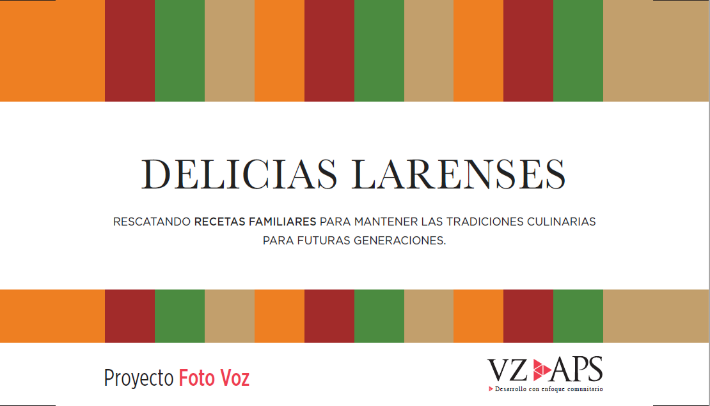 DELICIAS LARENSES
RESCATANDO RECETAS FAMILIARES PARA MANTENER LAS TRADICIONES CULINARIAS
PARA FUTURAS GENERACIONES.
Proyecto Foto Voz
VZ APS
Desarrollo con enfoque comunitario